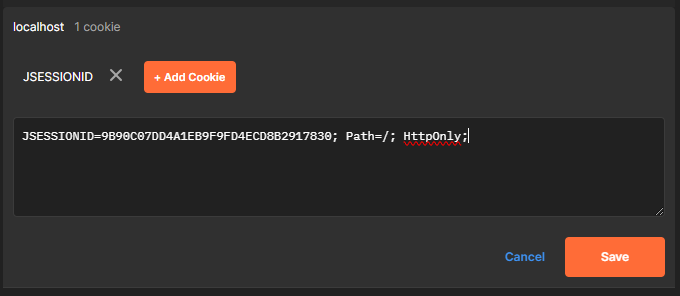 localhost 1 cookie
JSESSIONID × + Add Cookie
JSESSIONID=9B90C07DD4A1EB9F9FD4ECD8B2917830; Path=/; HttpOnly;
Cancel Save